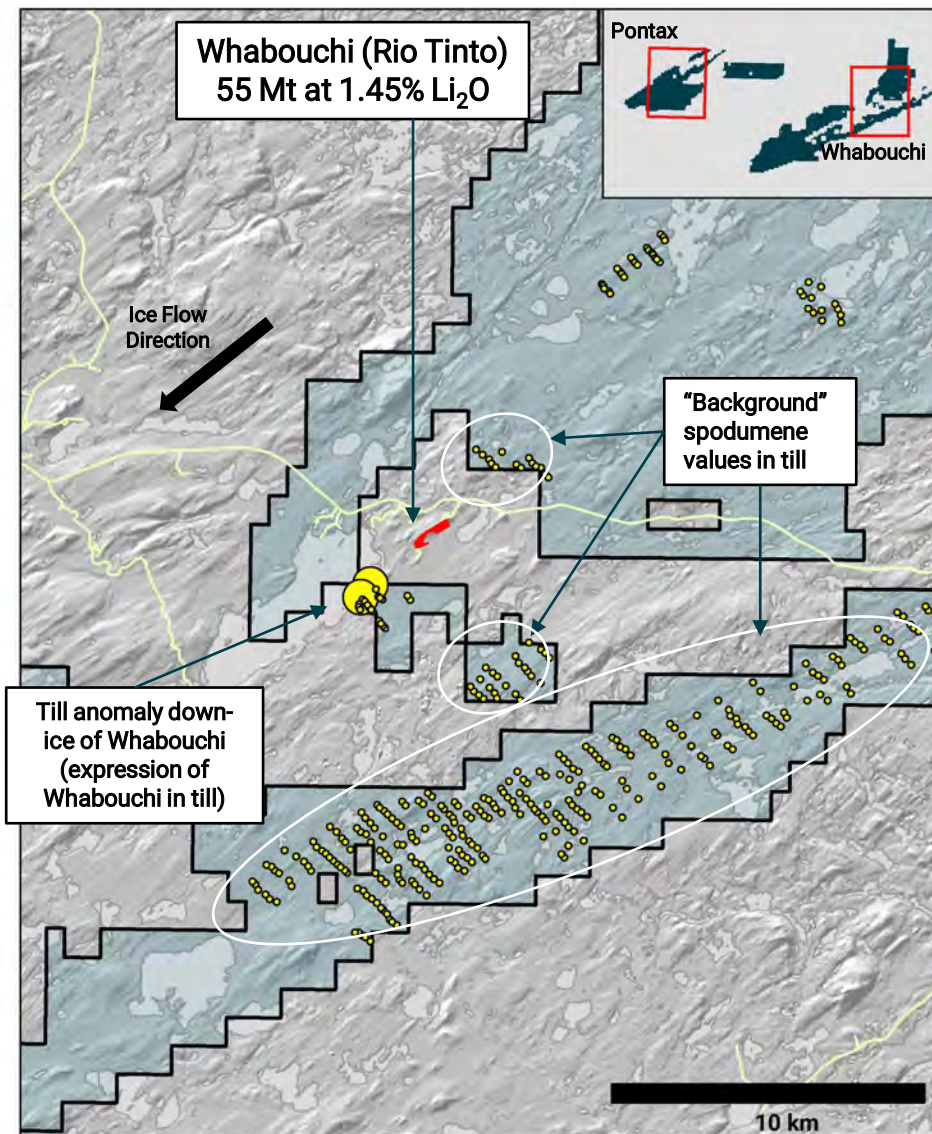 Whabouchi (Rio Tinto)
55 Mt at 1.45% Li₂O
Pontax
Whabouchi
Ice Flow
Direction
“Background”
spodumene
values in till
Till anomaly down-
ice of Whabouchi
(expression of
Whabouchi in till)
10 km